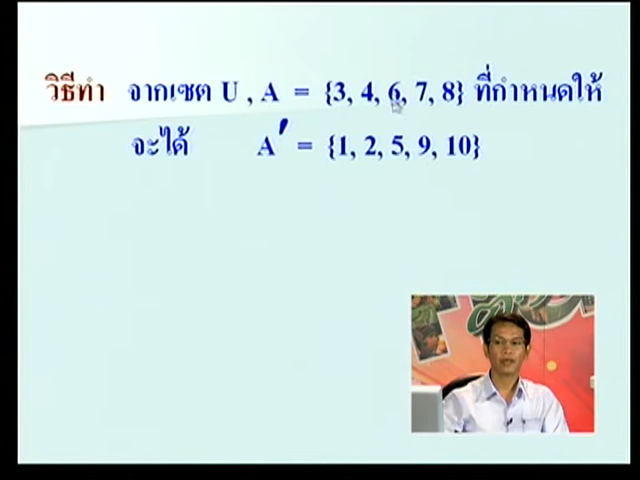 วิธีทำ จากเซต U , A = {3, 4, 6, 7, 8} ที่กำหนดให้
จะได้ A′ = {1, 2, 5, 9, 10}